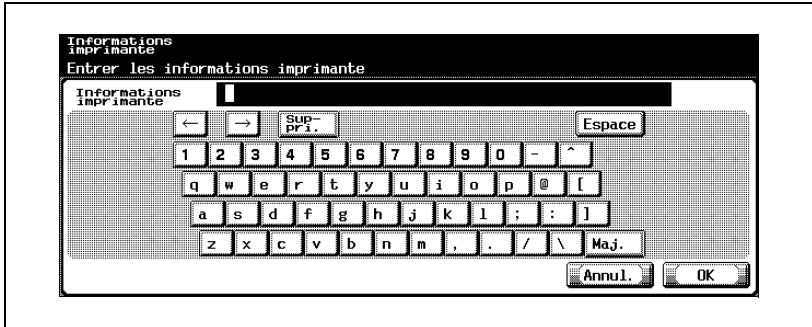 Informations
imprimante
Entrer les informations imprimante
Informations
imprimante
← → Sup-
pri. Espace
1 2 3 4 5 6 7 8 9 0 - ^
q w e r t y u i o p @ [
a s d f g h j k l ; : ]
z x c v b n m , . / \ Maj.
Annul. OK